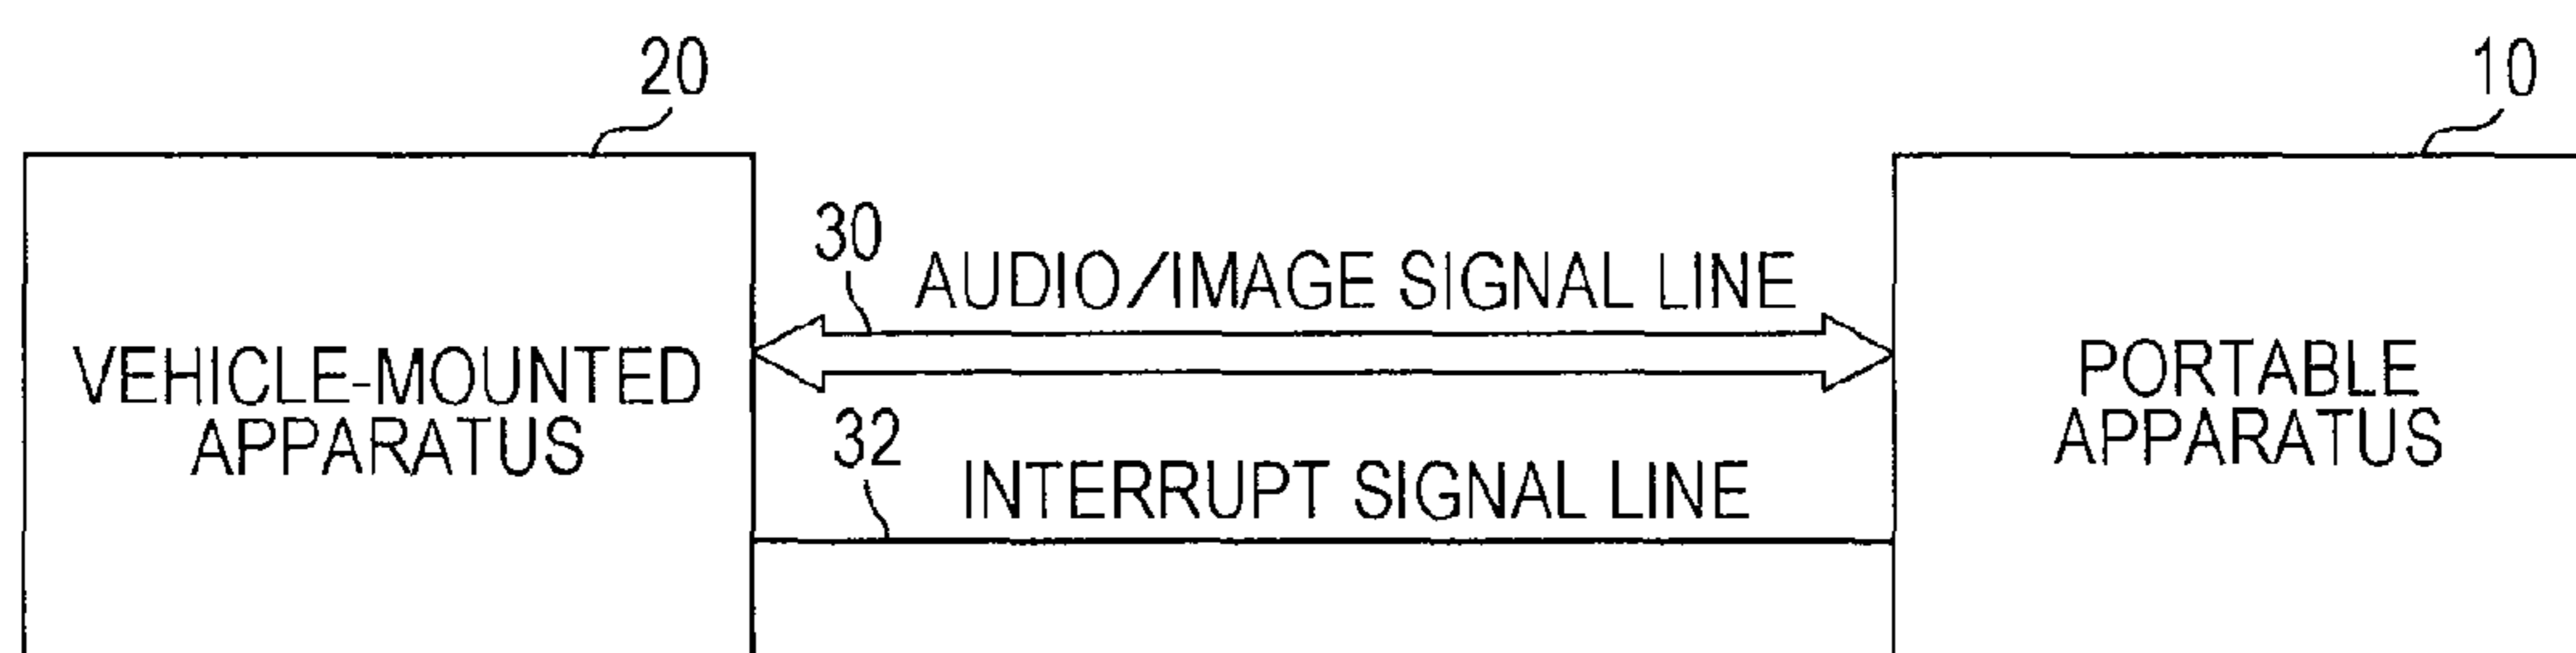 20
10
30
AUDIO/IMAGE SIGNAL LINE
VEHICLE-MOUNTED
APPARATUS
PORTABLE
APPARATUS
32
INTERRUPT SIGNAL LINE